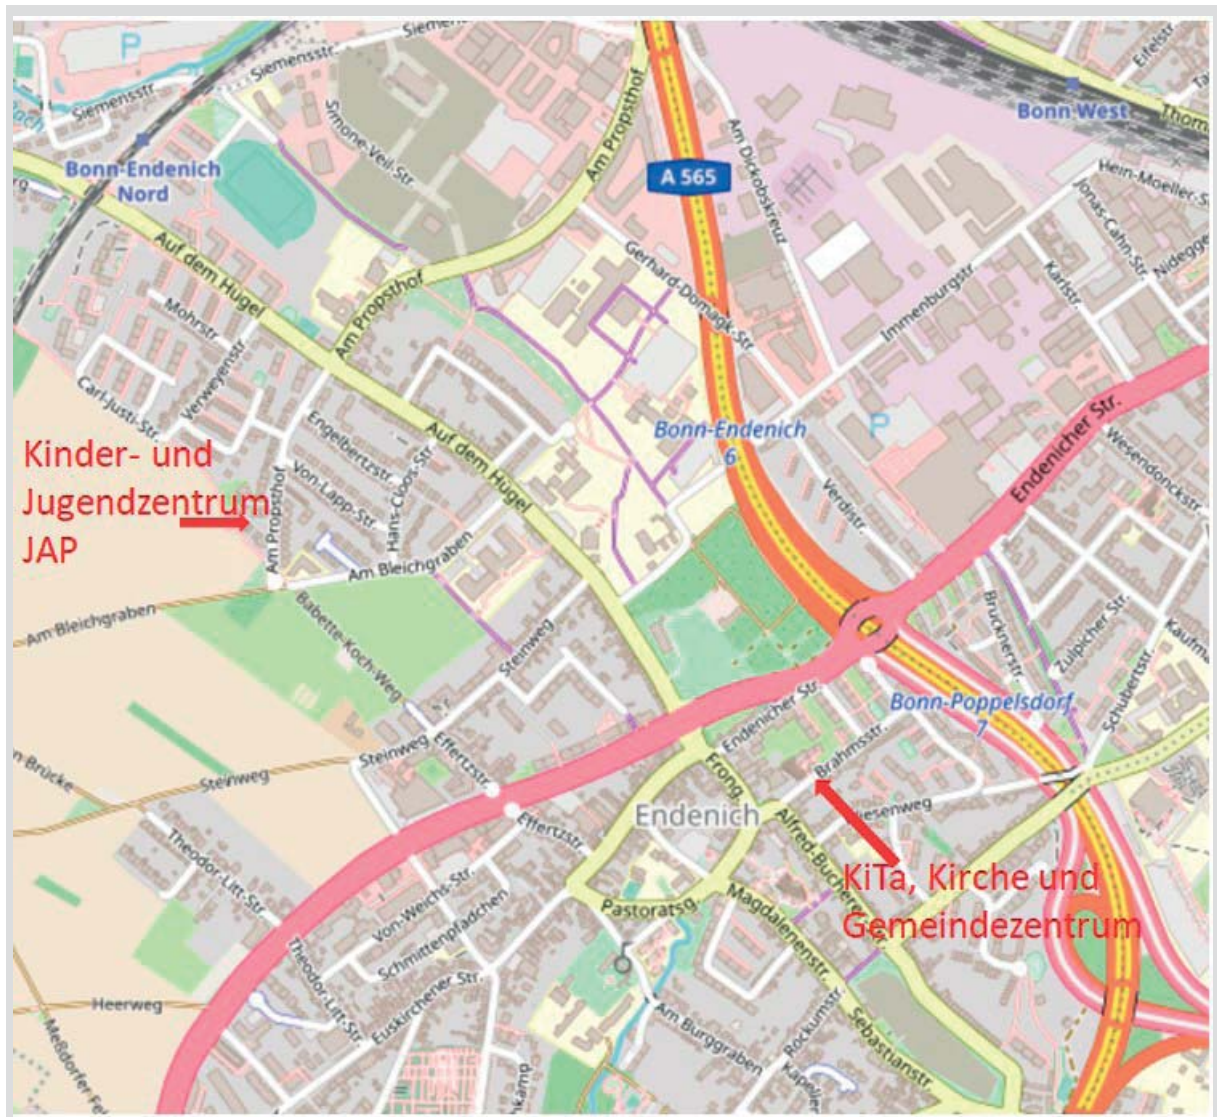 P
Siemensstr.
Siemensstr.
Bonn-Endenich
Nord
Simone-Veil-Str.
Am Propsthof
A 565
Am Dickobskreuz
Bonn-West
Eifelstr.
Hein-Moeller-S
Jonas-Cahn-Str.
Karlstr.
Immenburgstr.
Gerhard-Domagk-Str.
Auf dem Hügel
Am Propsthof
Mohrstr.
Verweyenstr.
Carl-Justi-Str.
Engelbertstr.
Von-Lapp-Str.
Hans-Cloos-Str.
Auf dem Hügel
Bonn-Endenich
6
P
Verdistr.
Endenicher Str.
Wesendonckstr.
Kinder- und
Jugendzentrum
JAP
Am Propsthof
Am Bleichgraben
Am Bleichgraben
Babette-Koch-Weg
Steinweg
Brucknerstr.
Zülpicher Str.
Schubertstr.
Kaufm
Bonn-Poppelsdorf
7
Endenicher Str.
Brahmsstr.
Steinweg
Effertzstr.
Steinweg
n-Brücke
Frong.
Endenich
Effertzstr.
Theodor-Litt-Str.
Alfred-Bucherer-
KiTa, Kirche und
Gemeindezentrum
Pastoratsg.
Magdalenenstr.
Von-Weichs-Str.
Schmittenpfädchen
Theodor-Litt-Str.
Euskirchener Str.
Heerweg
Am Burggraben
Rockumstr.
Sebastianstr.